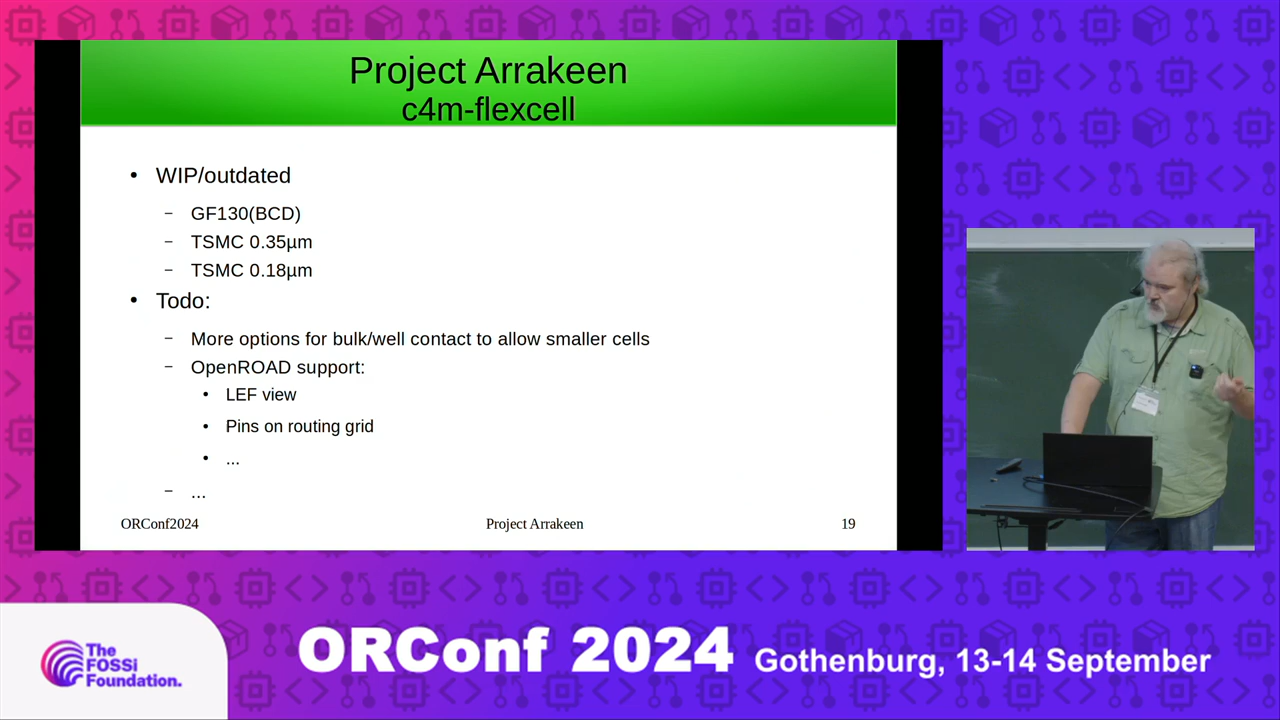 Project Arrakeen
c4m-flexcell
• WIP/outdated
– GF130(BCD)
– TSMC 0.35µm
– TSMC 0.18µm
• Todo:
– More options for bulk/well contact to allow smaller cells
– OpenROAD support:
• LEF view
• Pins on routing grid
• ...
– ...
ORConf2024
Project Arrakeen
19
The
FOSSi
Foundation.
ORConf 2024 Gothenburg, 13-14 September